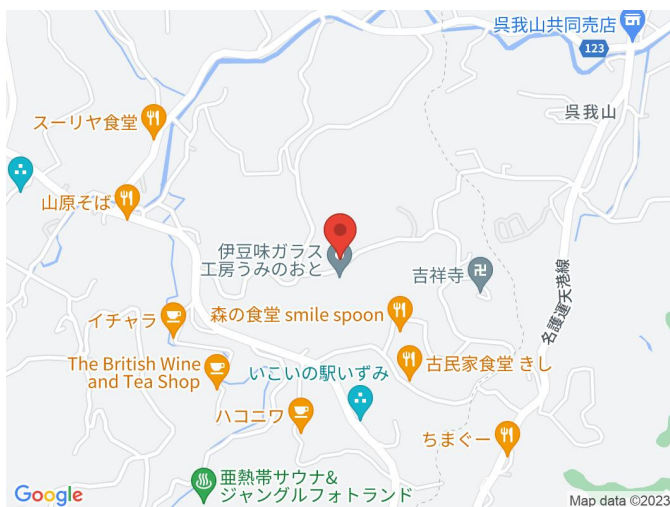 呉我山共同売店
123
呉我山
スーリヤ食堂
山原そば
伊豆味ガラス
工房うみのおと
吉祥寺
名護運天港線
イチャラ
森の食堂 smile spoon
The British Wine
and Tea Shop
いこいの駅いずみ
古民家食堂 きし
ハコニワ
ちまぐー
亜熱帯サウナ&
ジャングルフォトランド
Google
Map data ©2023